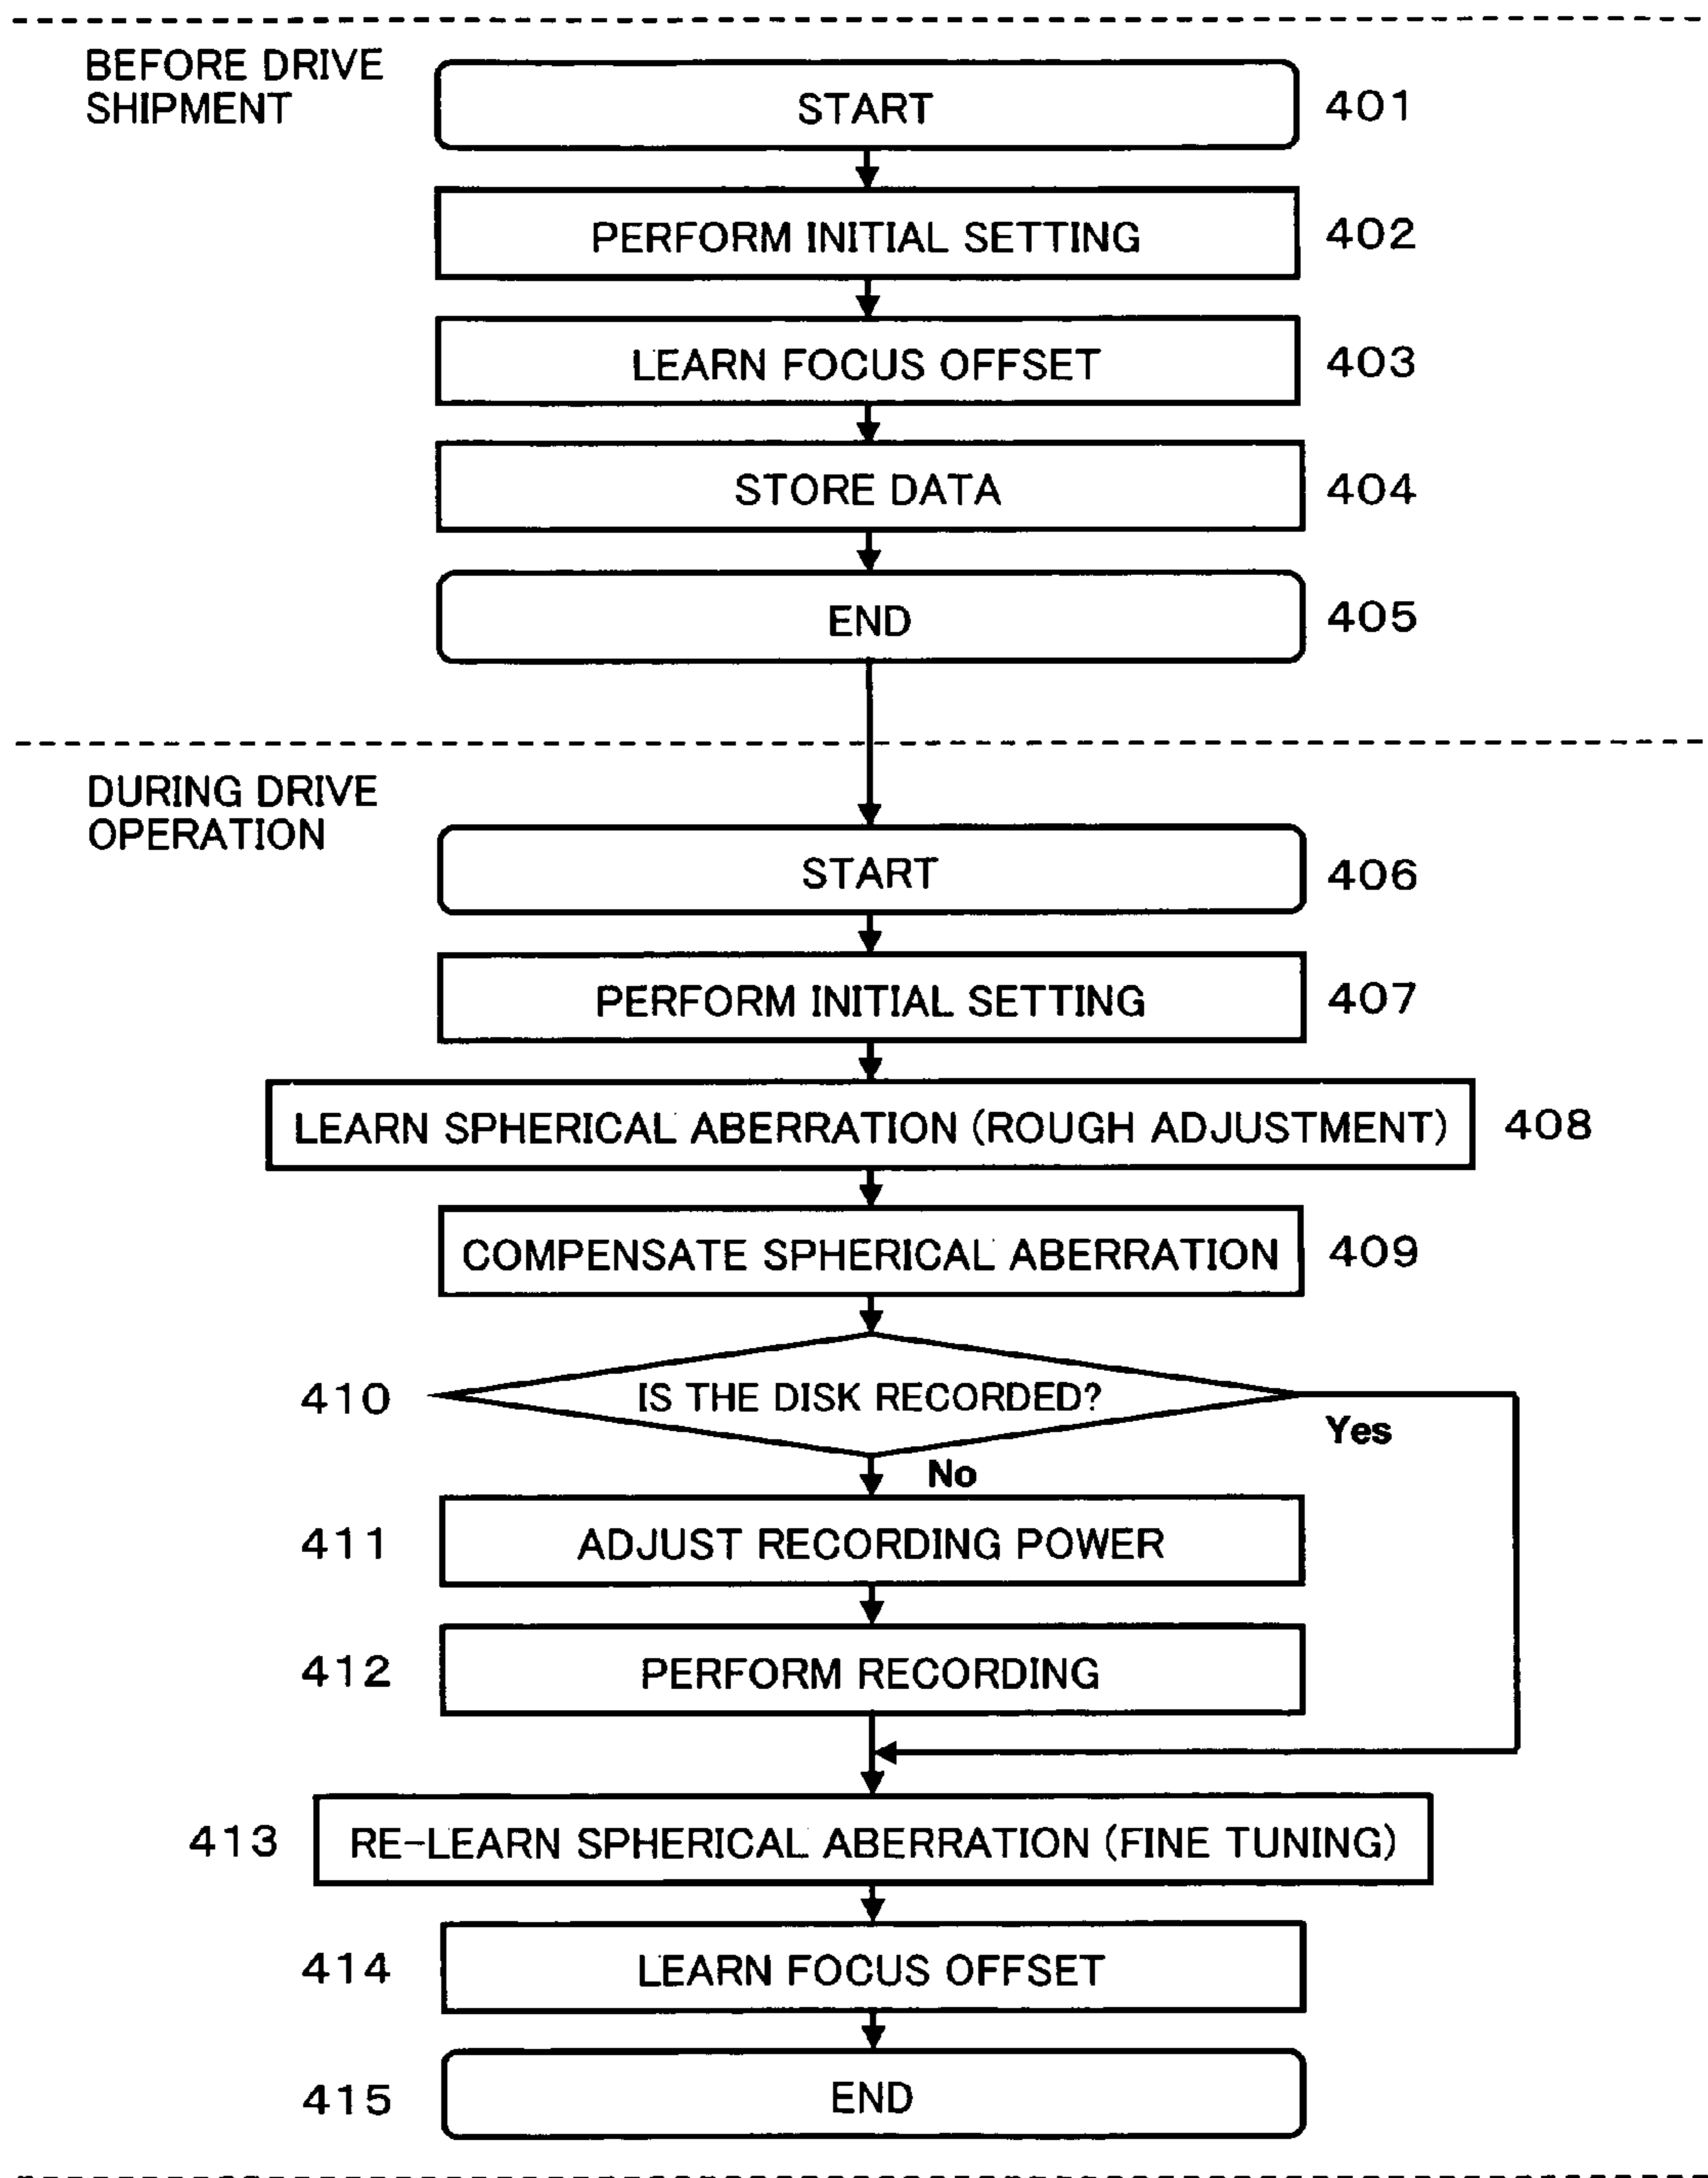 BEFORE DRIVE
SHIPMENT
START
401
PERFORM INITIAL SETTING
402
LEARN FOCUS OFFSET
403
STORE DATA
404
END
405
DURING DRIVE
OPERATION
START
406
PERFORM INITIAL SETTING
407
LEARN SPHERICAL ABERRATION (ROUGH ADJUSTMENT)
408
COMPENSATE SPHERICAL ABERRATION
409
410
IS THE DISK RECORDED?
Yes
No
411
ADJUST RECORDING POWER
412
PERFORM RECORDING
413
RE-LEARN SPHERICAL ABERRATION (FINE TUNING)
414
LEARN FOCUS OFFSET
415
END